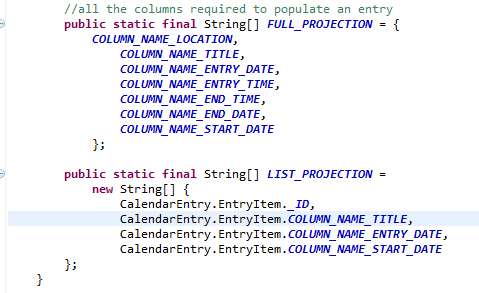 //all the columns required to populate an entry
public static final String[] FULL_PROJECTION = {
COLUMN_NAME_LOCATION,
COLUMN_NAME_TITLE,
COLUMN_NAME_ENTRY_DATE,
COLUMN_NAME_ENTRY_TIME,
COLUMN_NAME_END_TIME,
COLUMN_NAME_END_DATE,
COLUMN_NAME_START_DATE
};
public static final String[] LIST_PROJECTION =
new String[] {
CalendarEntry.EntryItem._ID,
CalendarEntry.EntryItem.COLUMN_NAME_TITLE,
CalendarEntry.EntryItem.COLUMN_NAME_ENTRY_DATE,
CalendarEntry.EntryItem.COLUMN_NAME_START_DATE
};
}